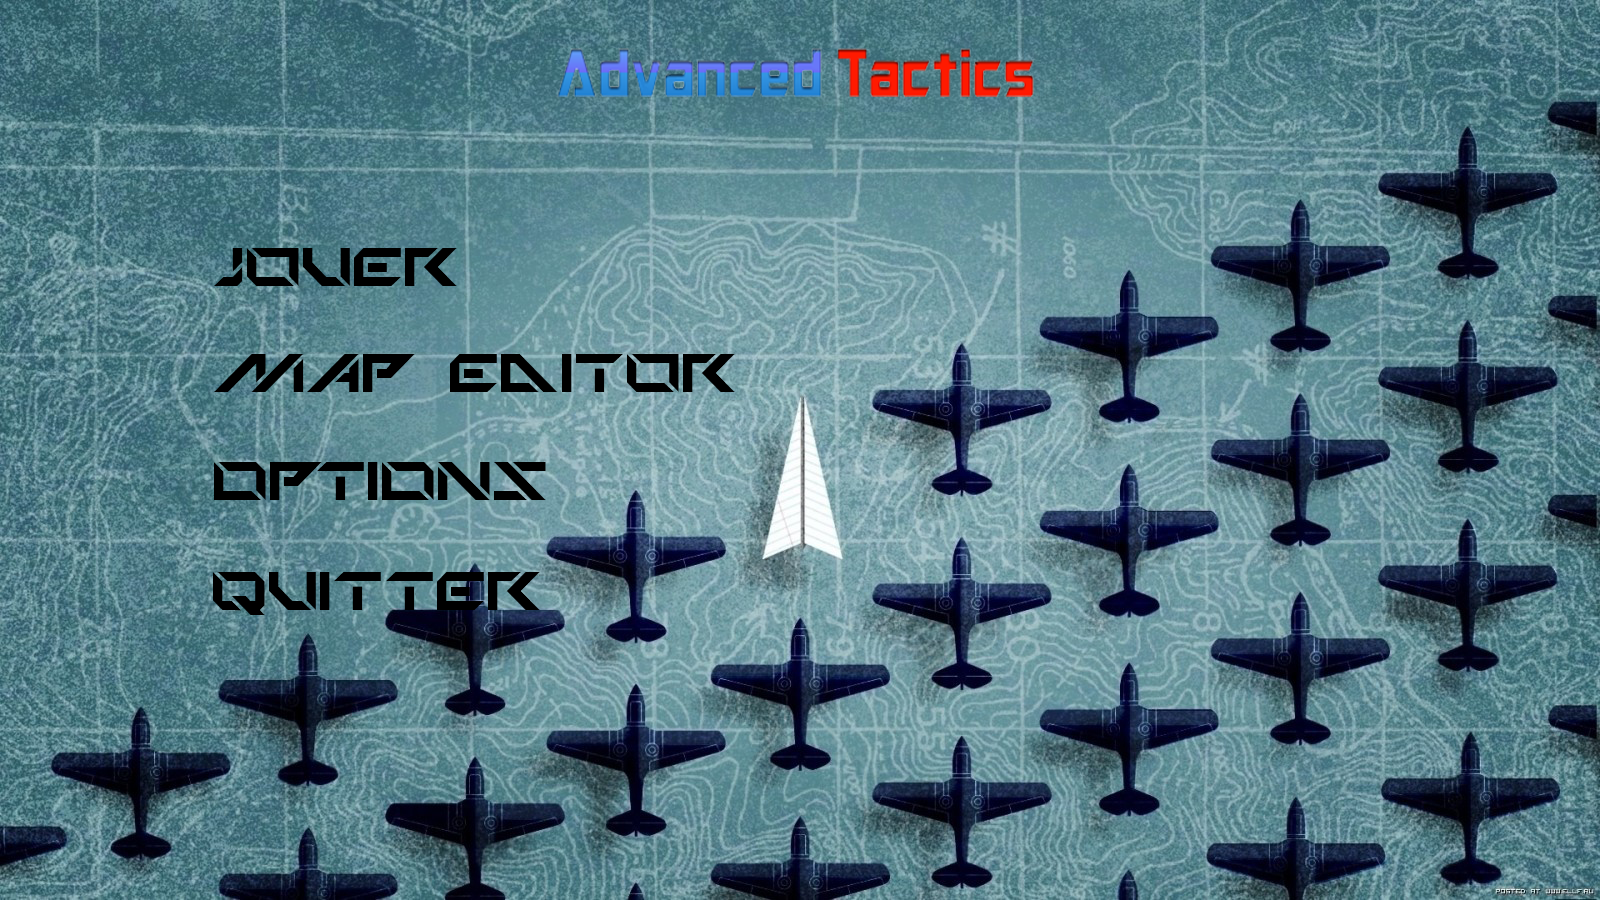 Advanced Tactics
JOUER
MAP EDITOR
OPTIONS
QUITTER